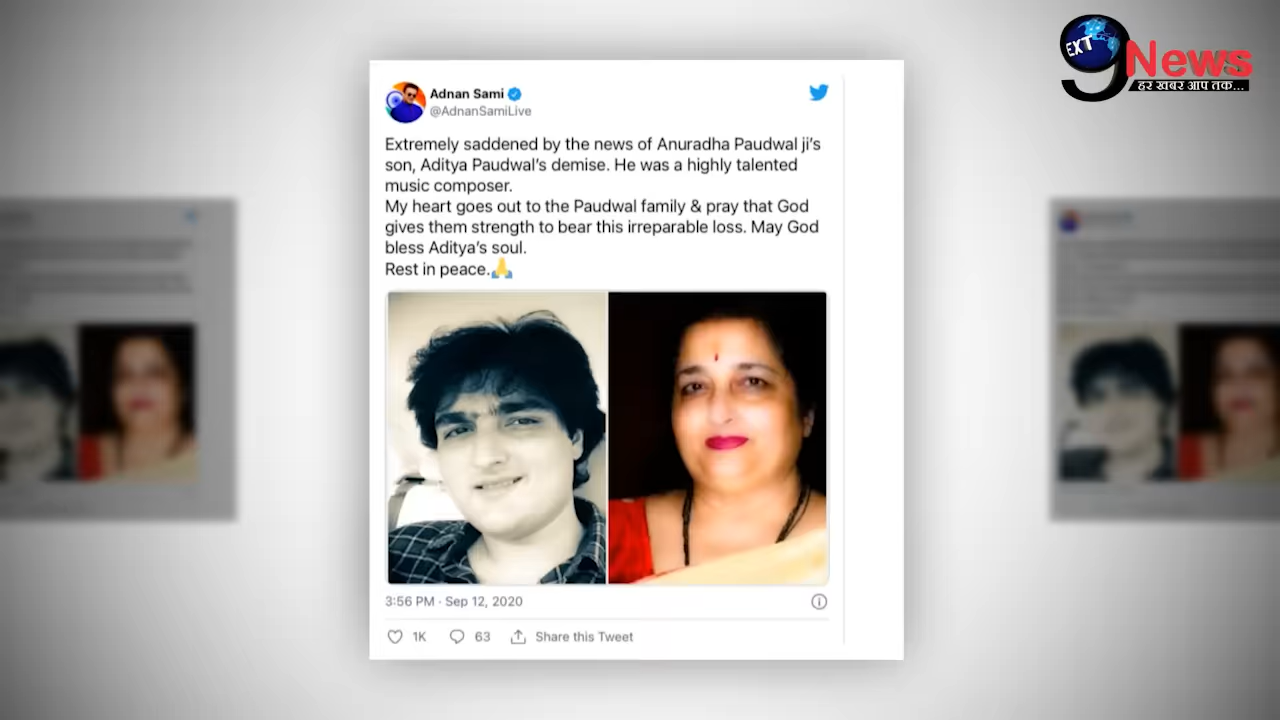 EXT 9 News
हर खबर आप तक...
Adnan Sami
@AdnanSamiLive
Extremely saddened by the news of Anuradha Paudwal ji's
son, Aditya Paudwal's demise. He was a highly talented
music composer.
My heart goes out to the Paudwal family & pray that God
gives them strength to bear this irreparable loss. May God
bless Aditya's soul.
Rest in peace.🙏
3:56 PM · Sep 12, 2020
1K 63 Share this Tweet